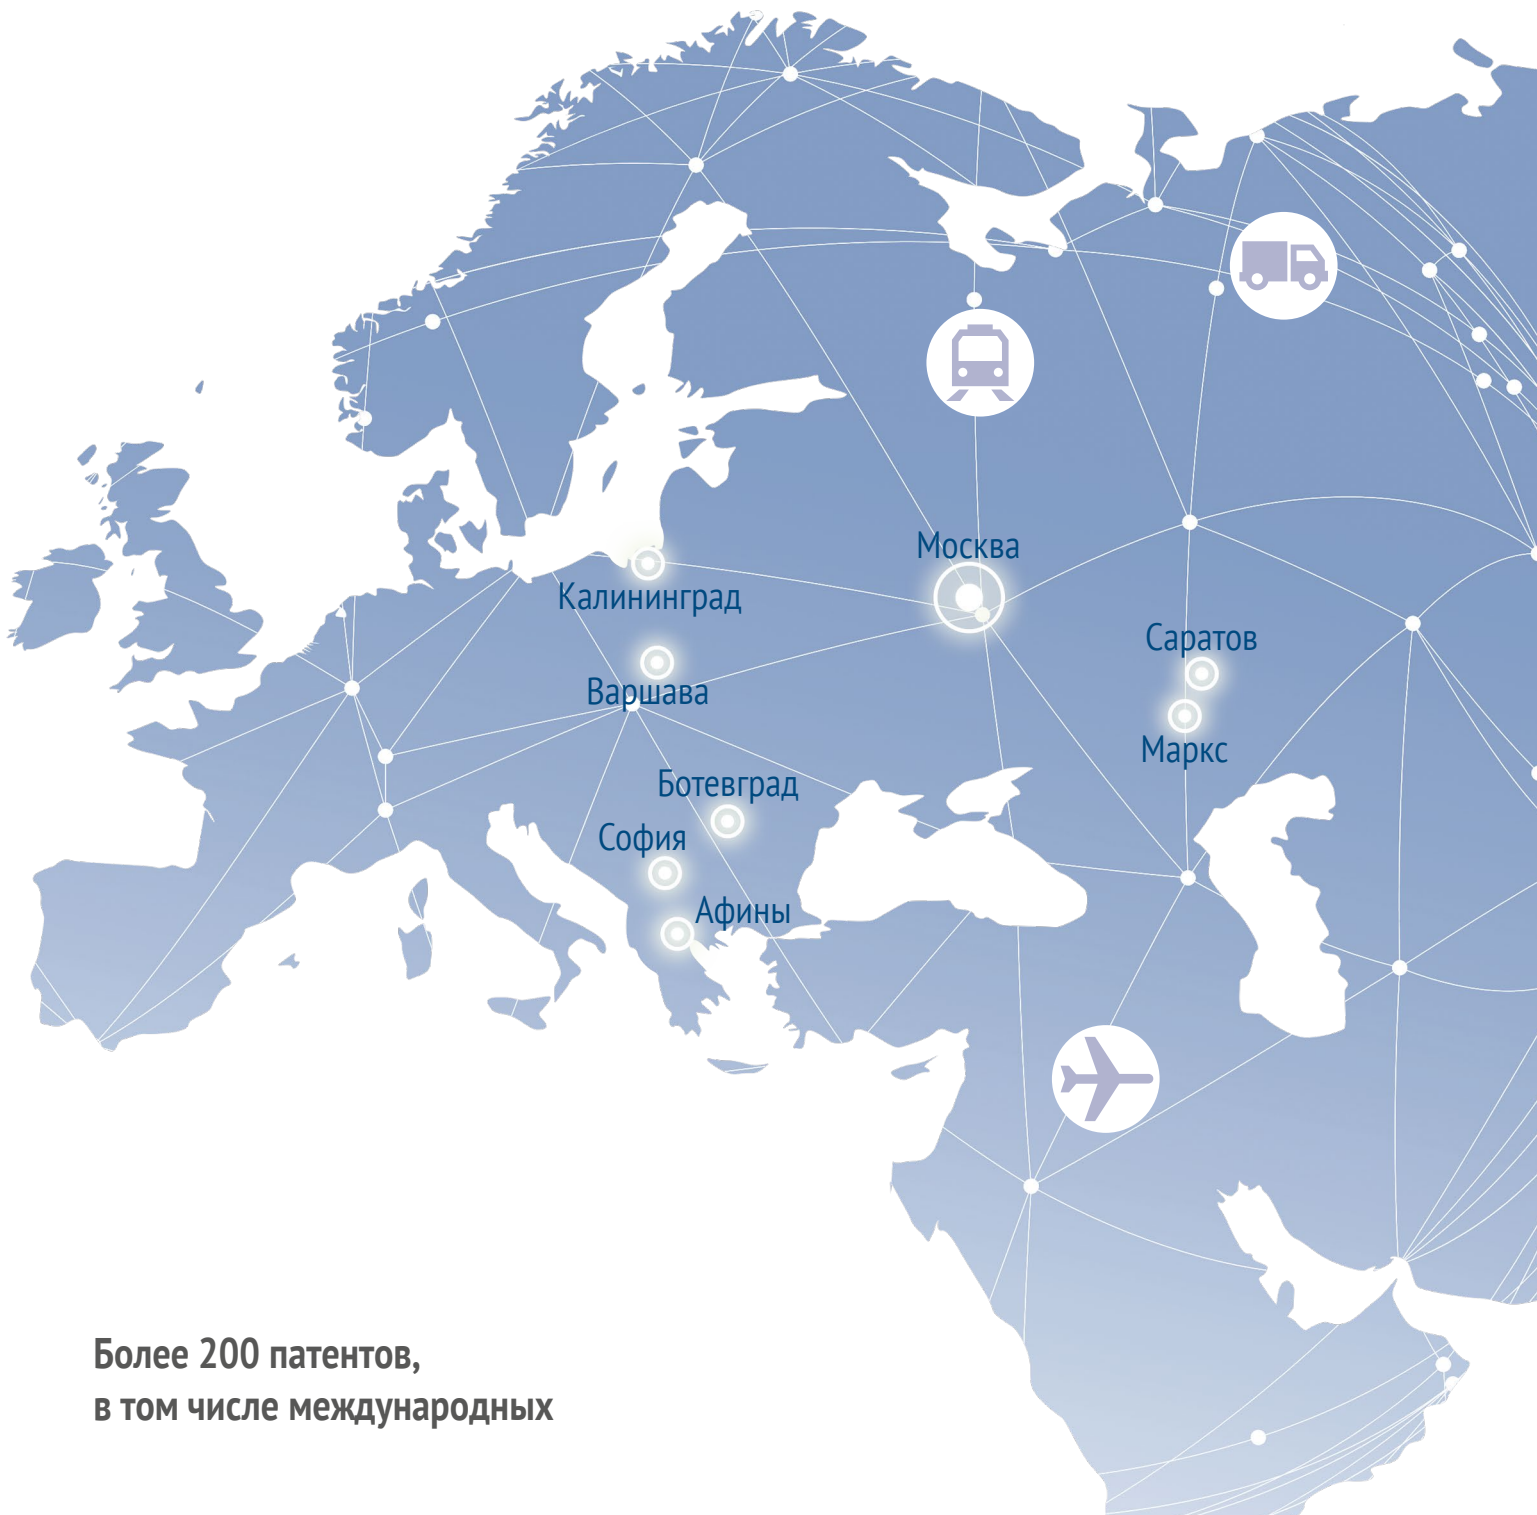 Москва
Калининград
Саратов
Варшава
Маркс
Ботевград
София
Афины
Более 200 патентов,
в том числе международных